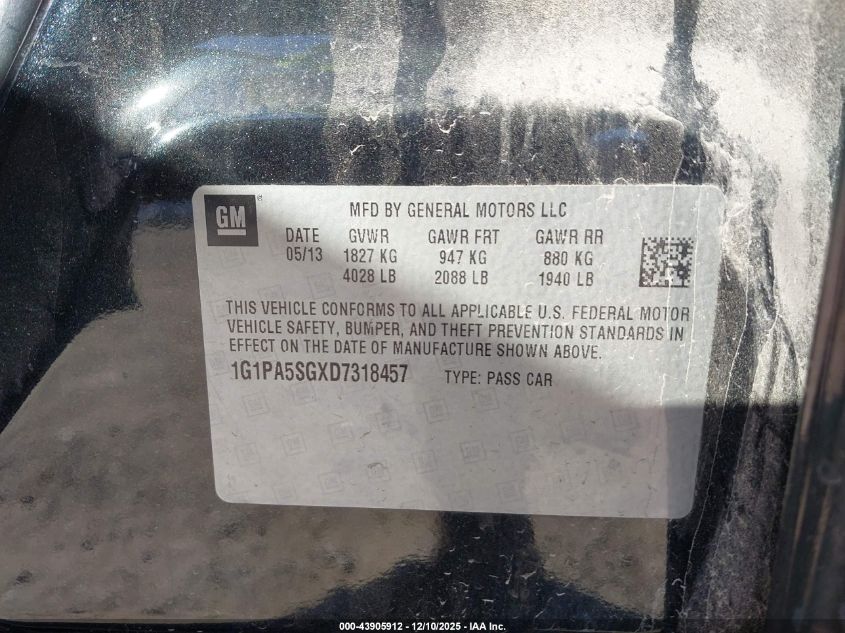 GM ®
MFD BY GENERAL MOTORS LLC
DATE GVWR GAWR FRT GAWR RR
05/13 1827 KG 947 KG 880 KG
4028 LB 2088 LB 1940 LB
THIS VEHICLE CONFORMS TO ALL APPLICABLE U.S. FEDERAL MOTOR
VEHICLE SAFETY, BUMPER, AND THEFT PREVENTION STANDARDS IN
EFFECT ON THE DATE OF MANUFACTURE SHOWN ABOVE.
1G1PA5SGXD7318457 TYPE: PASS CAR
000-43905912 - 12/10/2025 - IAA Inc.